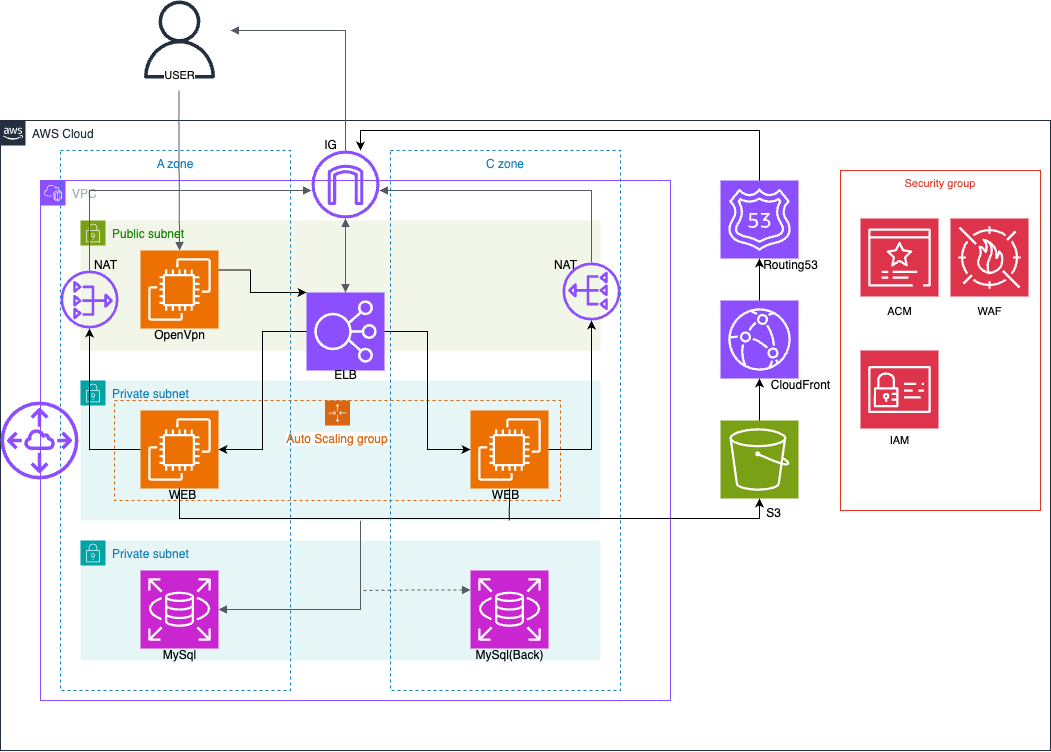 USER
aws
AWS Cloud
IG
A zone
C zone
VPC
Security group
53
Public subnet
NAT
NAT
Routing53
OpenVpn
ACM
WAF
ELB
CloudFront
Private subnet
Auto Scaling group
IAM
WEB
WEB
S3
Private subnet
MySql
MySql(Back)